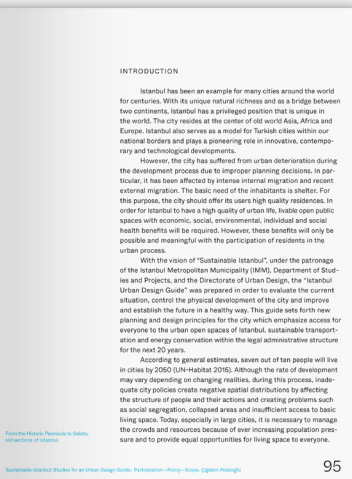 INTRODUCTION
Istanbul has been an example for many cities around the world
for centuries. With its unique natural richness and as a bridge between
two continents, Istanbul has a privileged position that is unique in
the world. The city resides at the center of old world Asia, Africa and
Europe. Istanbul also serves as a model for Turkish cities within our
national borders and plays a pioneering role in innovative, contempo-
rary and technological developments.
However, the city has suffered from urban deterioration during
the development process due to improper planning decisions. In par-
ticular, it has been affected by intense internal migration and recent
external migration. The basic need of the inhabitants is shelter. For
this purpose, the city should offer its users high quality residences. In
order for Istanbul to have a high quality of urban life, livable open public
spaces with economic, social, environmental, individual and social
health benefits will be required. However, these benefits will only be
possible and meaningful with the participation of residents in the
urban process.
With the vision of “Sustainable Istanbul”, under the patronage
of the Istanbul Metropolitan Municipality (IMM), Department of Stud-
ies and Projects, and the Directorate of Urban Design, the “Istanbul
Urban Design Guide” was prepared in order to evaluate the current
situation, control the physical development of the city and improve
and establish the future in a healthy way. This guide sets forth new
planning and design principles for the city which emphasize access for
everyone to the urban open spaces of Istanbul, sustainable transport-
ation and energy conservation within the legal administrative structure
for the next 20 years.
According to general estimates, seven out of ten people will live
in cities by 2050 (UN-Habitat 2015). Although the rate of development
may vary depending on changing realities, during this process, inade-
quate city policies create negative spatial distributions by affecting
the structure of people and their actions and creating problems such
as social segregation, collapsed areas and insufficient access to basic
living space. Today, especially in large cities, it is necessary to manage
the crowds and resources because of ever increasing population pres-
sure and to provide equal opportunities for living space to everyone.
From the Historic Peninsula to Galata,
old sections of Istanbul.
Sustainable Istanbul: Studies for an Urban Design Guide: Participation—Policy—Scope. Çiğdem Polatoğlu
95